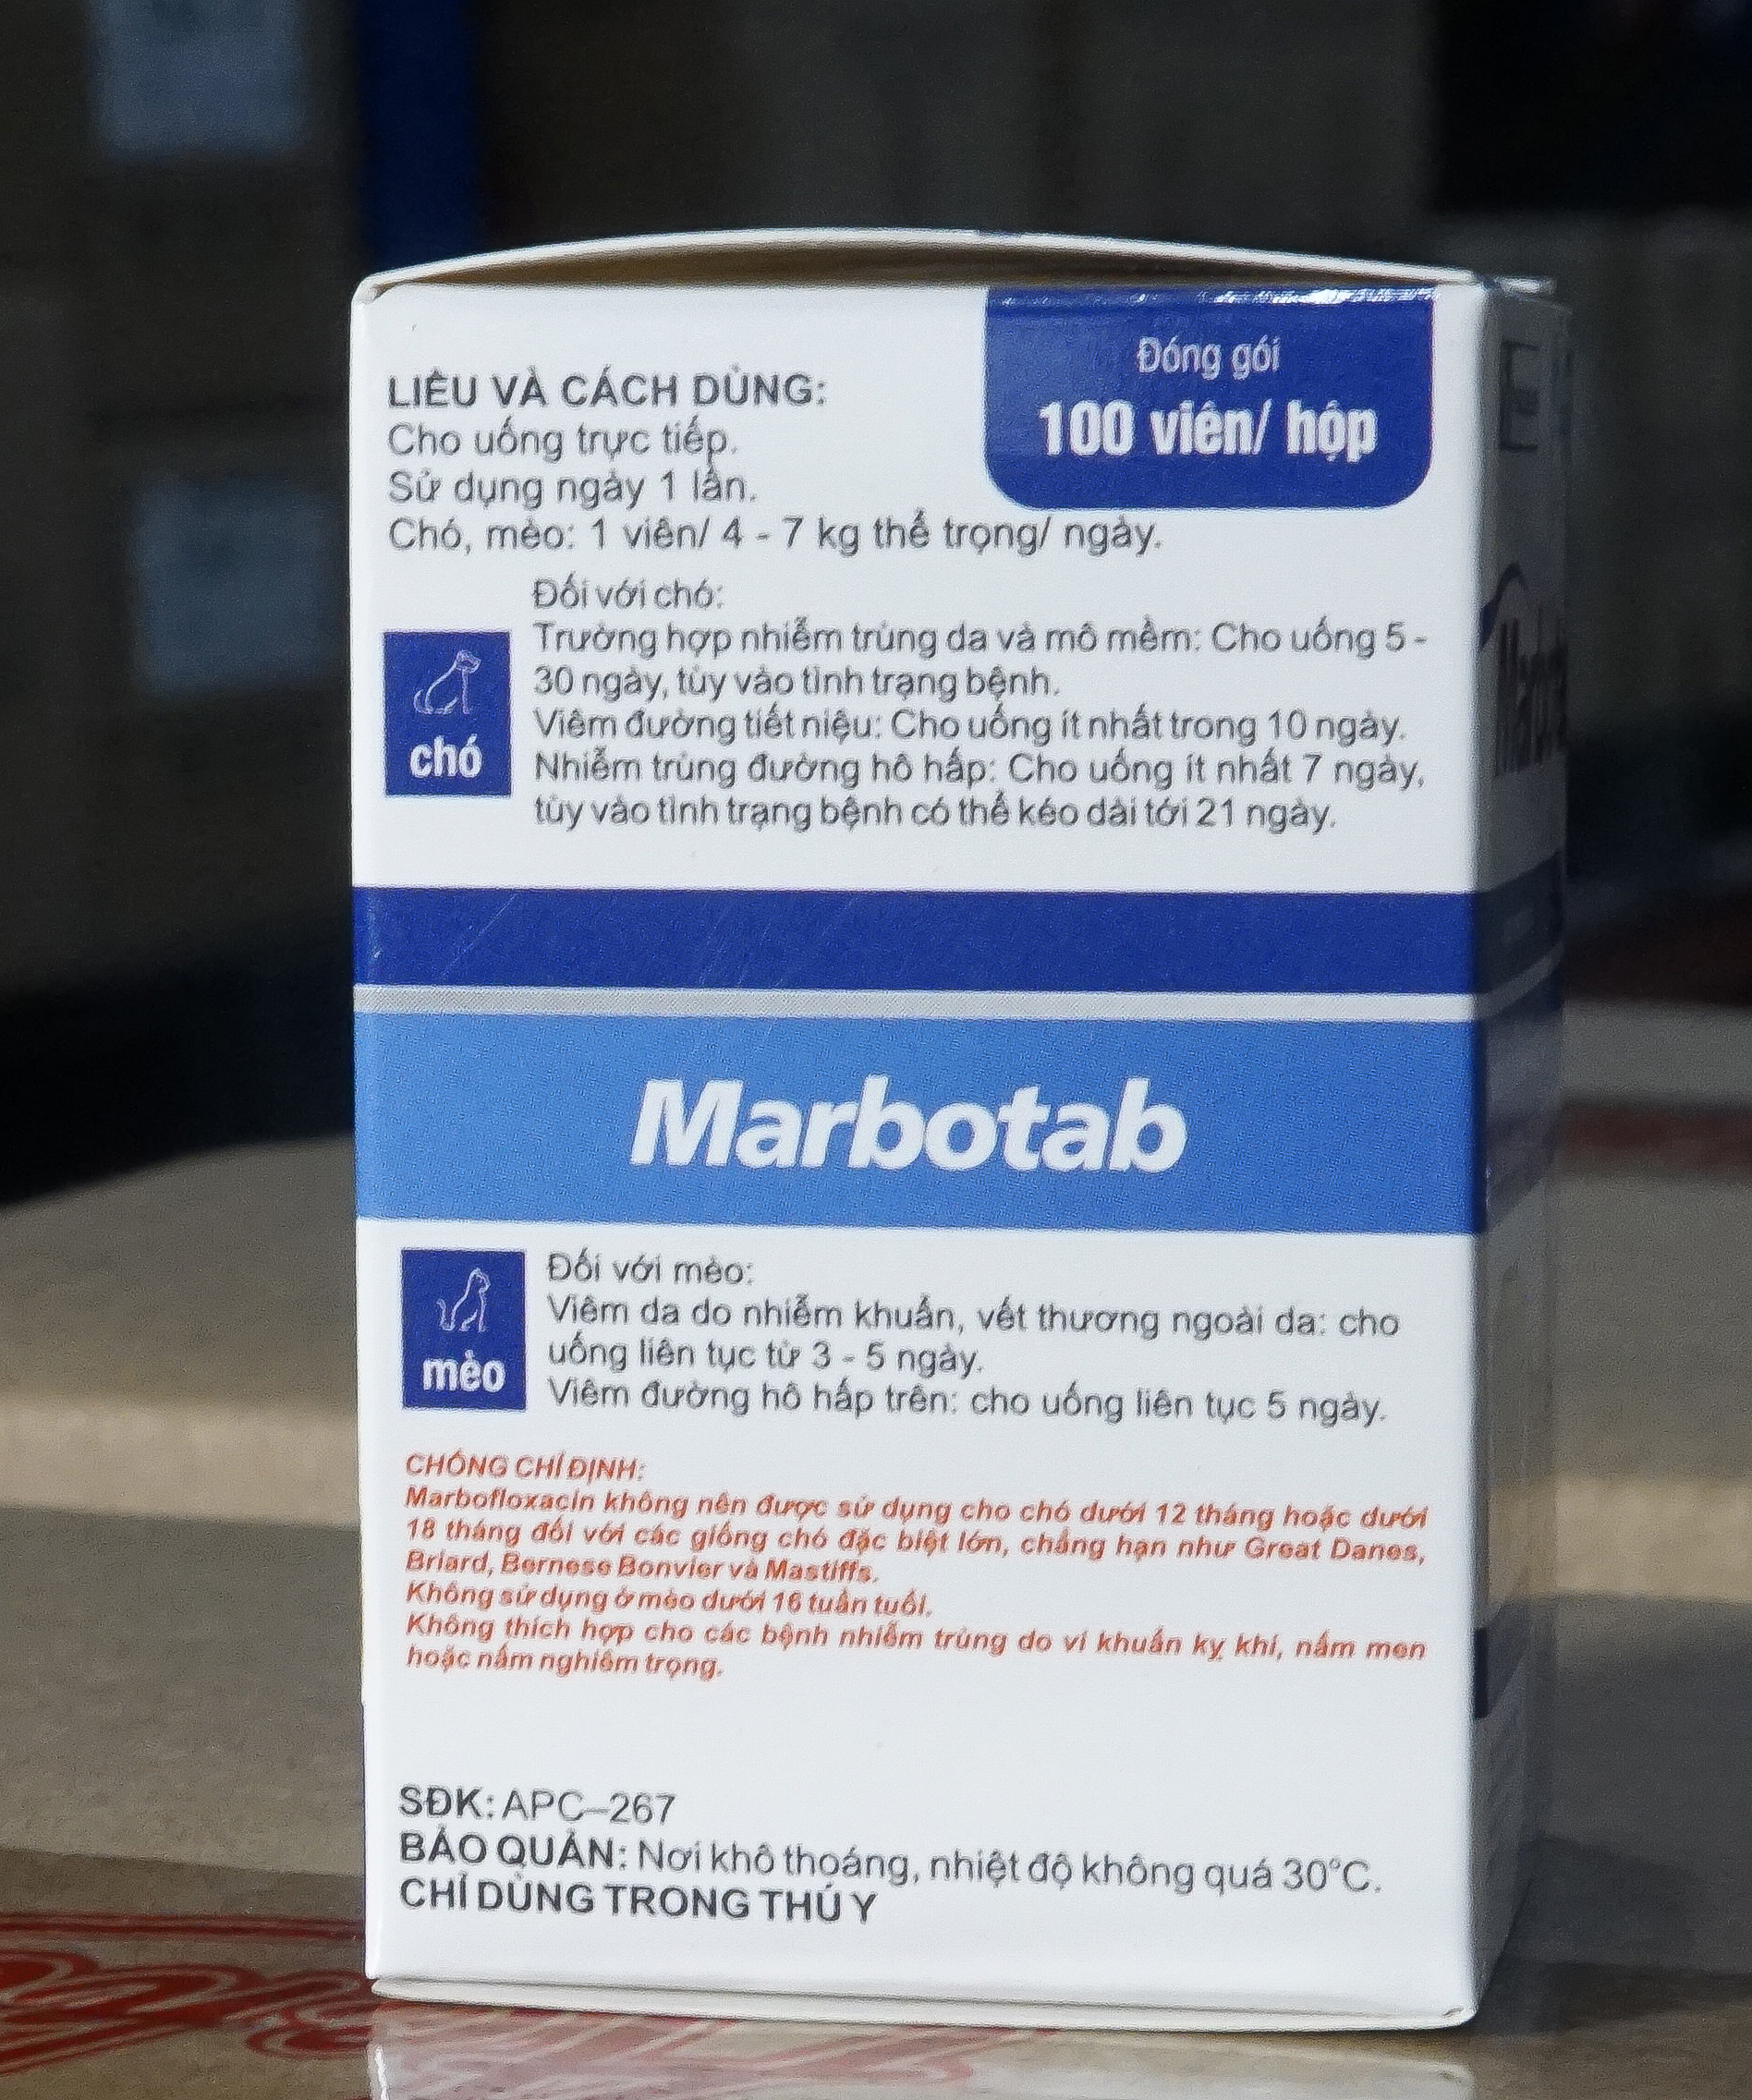 Đóng gói
100 viên/ hộp
LIỀU VÀ CÁCH DÙNG:
Cho uống trực tiếp.
Sử dụng ngày 1 lần.
Chó, mèo: 1 viên/ 4 - 7 kg thể trọng/ ngày.
Đối với chó:
Trường hợp nhiễm trùng da và mô mềm: Cho uống 5 -
30 ngày, tùy vào tình trạng bệnh.
Viêm đường tiết niệu: Cho uống ít nhất trong 10 ngày.
Nhiễm trùng đường hô hấp: Cho uống ít nhất 7 ngày,
tùy vào tình trạng bệnh có thể kéo dài tới 21 ngày.
chó
Marbotab
Đối với mèo:
Viêm da do nhiễm khuẩn, vết thương ngoài da: cho
uống liên tục từ 3 - 5 ngày.
Viêm đường hô hấp trên: cho uống liên tục 5 ngày.
mèo
CHỐNG CHỈ ĐỊNH:
Marbofloxacin không nên được sử dụng cho chó dưới 12 tháng hoặc dưới
18 tháng đối với các giống chó đặc biệt lớn, chẳng hạn như Great Danes,
Briard, Bernese Bonvier và Mastiffs.
Không sử dụng ở mèo dưới 16 tuần tuổi.
Không thích hợp cho các bệnh nhiễm trùng do vi khuẩn kỵ khí, nấm men
hoặc nấm nghiêm trọng.
SĐK: APC–267
BẢO QUẢN: Nơi khô thoáng, nhiệt độ không quá 30°C.
CHỈ DÙNG TRONG THÚ Y